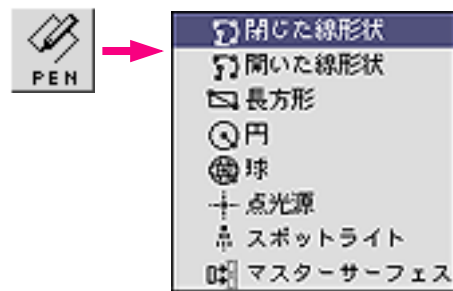 PEN
閉じた線形状
開いた線形状
長方形
円
球
点光源
スポットライト
マスターサーフェス